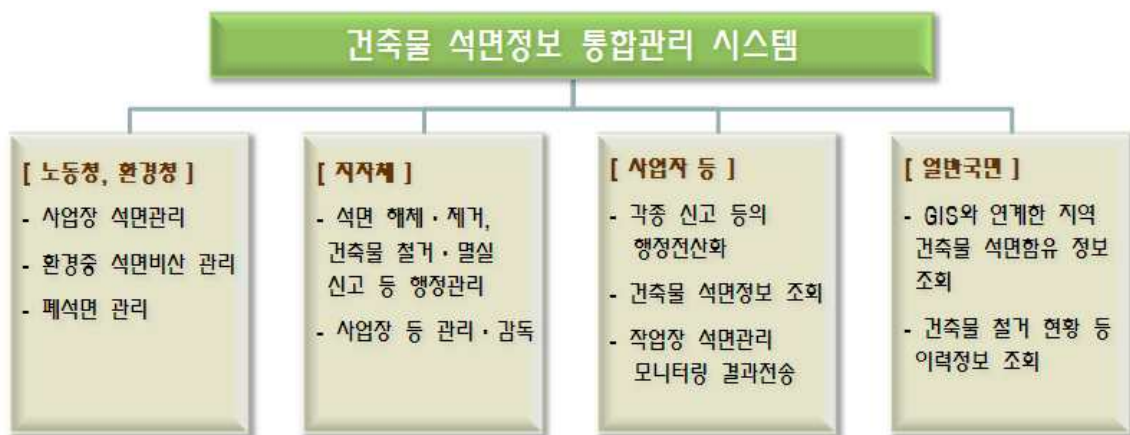 건축물 석면정보 통합관리 시스템
[ 노동청, 환경청 ]
- 사업장 석면관리
- 환경중 석면비산 관리
- 폐석면 관리
[ 지자체 ]
- 석면 해체·제거,
건축물 철거·멸실
신고 등 행정관리
- 사업장 등 관리·감독
[ 사업자 등 ]
- 각종 신고 등의
행정전산화
- 건축물 석면정보 조회
- 작업장 석면관리
모니터링 결과전송
[ 일반국민 ]
- GIS와 연계한 지역
건축물 석면함유 정보
조회
- 건축물 철거 현황 등
이력정보 조회